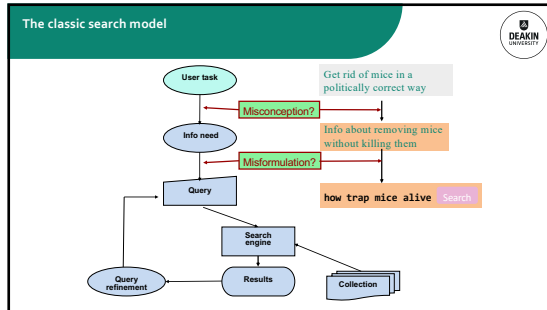 The classic search model
DEAKIN
UNIVERSITY
User task
Get rid of mice in a
politically correct way
Misconception?
Info need
Info about removing mice
without killing them
Misformulation?
Query
how trap mice alive Search
Search
engine
Query
refinement
Results
Collection